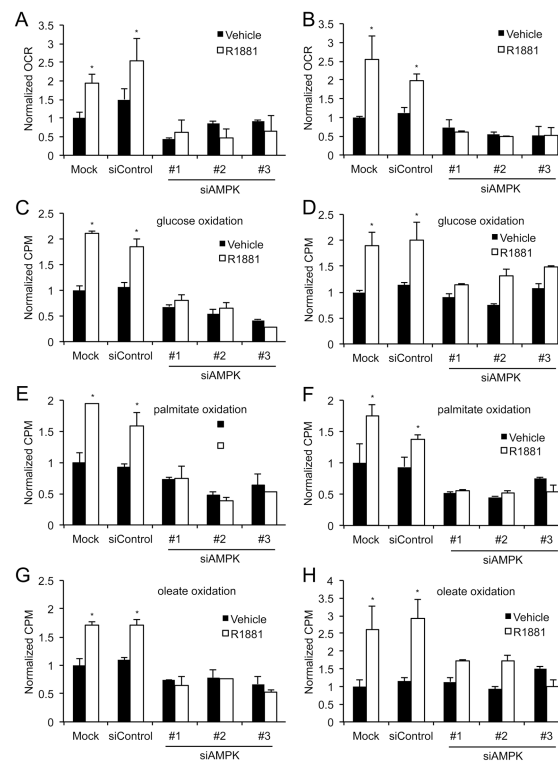 A
Normalized OCR
3.5
3
2.5
2
1.5
1
0.5
0
Vehicle
R1881
* *
Mock siControl #1 #2 #3
siAMPK
B
Normalized OCR
3.5
3
2.5
2
1.5
1
0.5
0
Vehicle
R1881
* *
Mock siControl #1 #2 #3
siAMPK
C
glucose oxidation
Normalized CPM
2.5
2
1.5
1
0.5
0
Vehicle
R1881
* *
Mock siControl #1 #2 #3
siAMPK
D
glucose oxidation
Normalized CPM
2.5
2
1.5
1
0.5
0
Vehicle
R1881
* *
Mock siControl #1 #2 #3
siAMPK
E
palmitate oxidation
Normalized CPM
2
1.5
1
0.5
0
* *
Mock siControl #1 #2 #3
siAMPK
F
palmitate oxidation
Normalized CPM
2
1.5
1
0.5
0
Vehicle
R1881
* *
Mock siControl #1 #2 #3
siAMPK
G
oleate oxidation
Normalized CPM
2
1.5
1
0.5
0
Vehicle
R1881
* *
Mock siControl #1 #2 #3
siAMPK
H
oleate oxidation
Normalized CPM
4
3.5
3
2.5
2
1.5
1
0.5
0
Vehicle
R1881
* *
Mock siControl #1 #2 #3
siAMPK